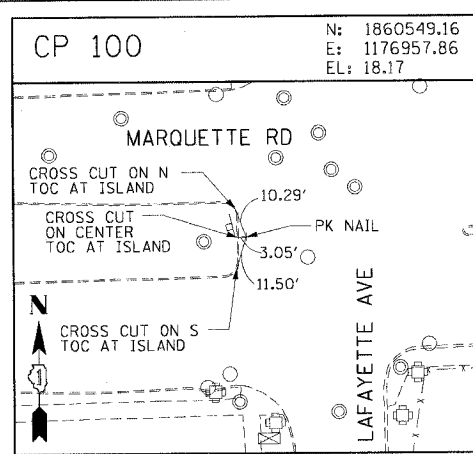 CP 100
N: 1860549.16
E: 1176957.86
EL: 18.17
MARQUETTE RD
CROSS CUT ON N
TOC AT ISLAND
10.29'
CROSS CUT
ON CENTER
TOC AT ISLAND
PK NAIL
3.05'
11.50'
N
CROSS CUT ON S
TOC AT ISLAND
LAFAYETTE AVE